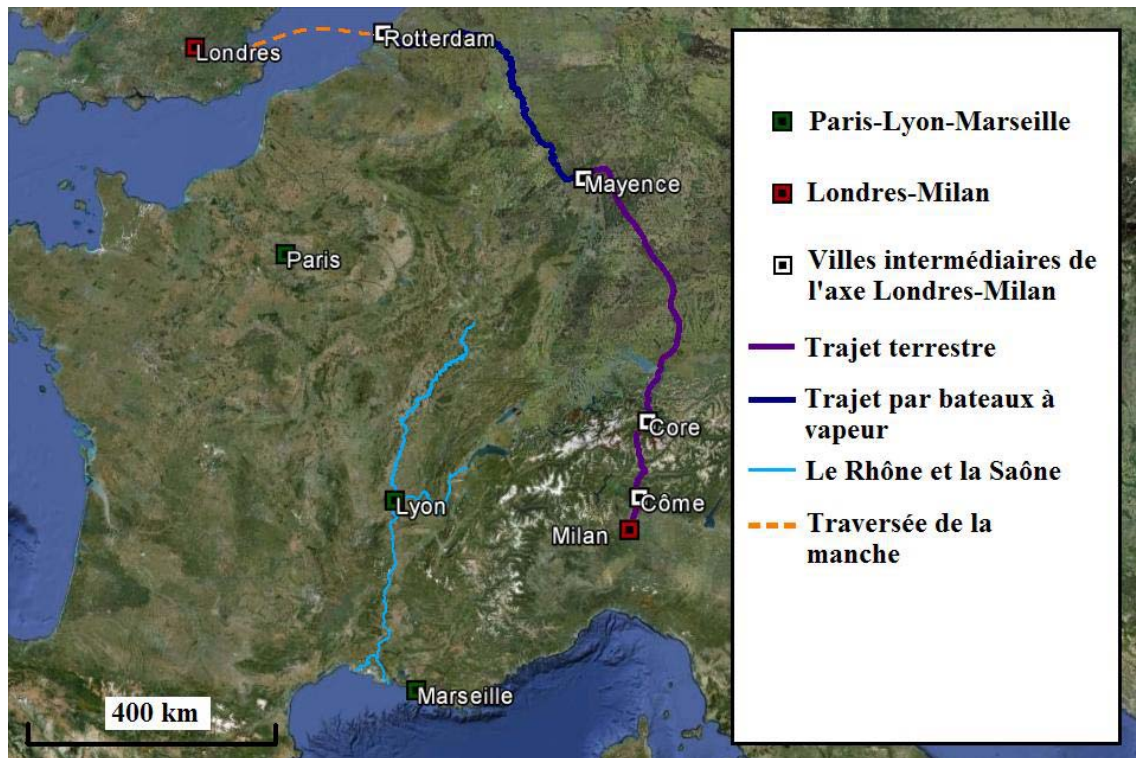 Londres
Rotterdam
Mayence
Paris
Core
Lyon
Côme
Milan
Marseille
400 km
Paris-Lyon-Marseille
Londres-Milan
Villes intermédiaires de
l'axe Londres-Milan
Trajet terrestre
Trajet par bateaux à
vapeur
Le Rhône et la Saône
Traversée de la
manche